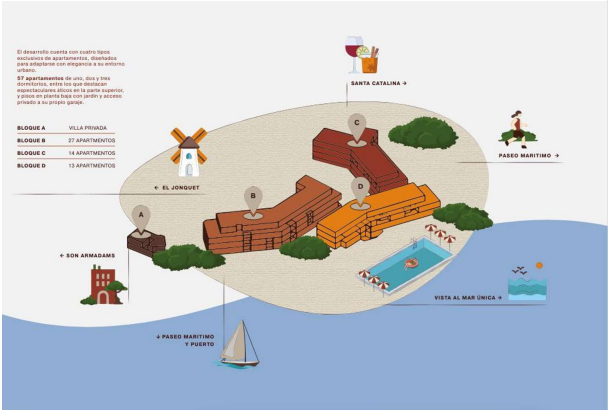 El desarrollo cuenta con cuatro tipos
exclusivos de apartamentos, diseñados
para adaptarse con elegancia a su entorno
urbano.
57 apartamentos de uno, dos y tres
dormitorios, entre los que destacan
espectaculares áticos en la parte superior,
y pisos en planta baja con jardín y acceso
privado a su propio garaje.
BLOQUE A VILLA PRIVADA
BLOQUE B 27 APARTMENTOS
BLOQUE C 14 APARTMENTOS
BLOQUE D 13 APARTMENTOS
SANTA CATALINA →
PASEO MARITIMO →
← EL JONQUET
C
D
B
A
← SON ARMADAMS
VISTA AL MAR ÚNICA →
↓ PASEO MARITIMO
Y PUERTO